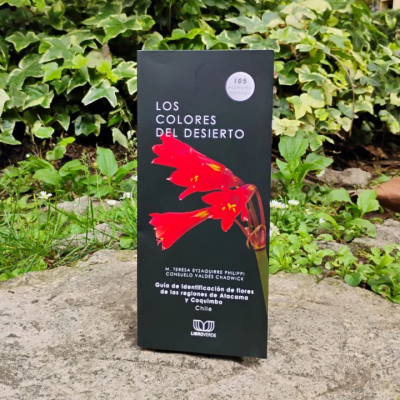 105
LOS
COLORES
DEL DESIERTO
M. TERESA EYZAGUIRRE PHILIPPI
CONSUELO VALDÉS CHADWICK
Guía de identificación de flores
de las regiones de Atacama
y Coquimbo
Chile
LIBROVERDE